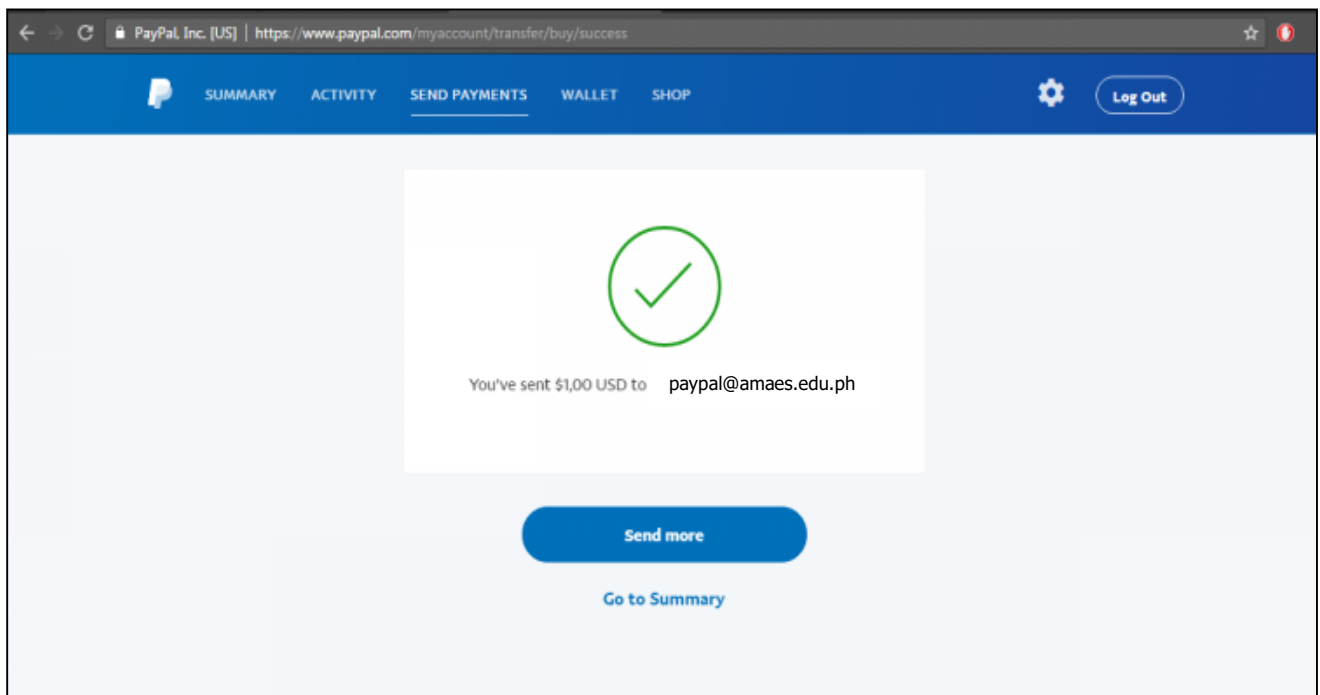 PayPal, Inc. [US] | https://www.paypal.com/myaccount/transfer/buy/success
SUMMARY ACTIVITY SEND PAYMENTS WALLET SHOP Log Out
You've sent $1,00 USD to paypal@amaes.edu.ph
Send more
Go to Summary